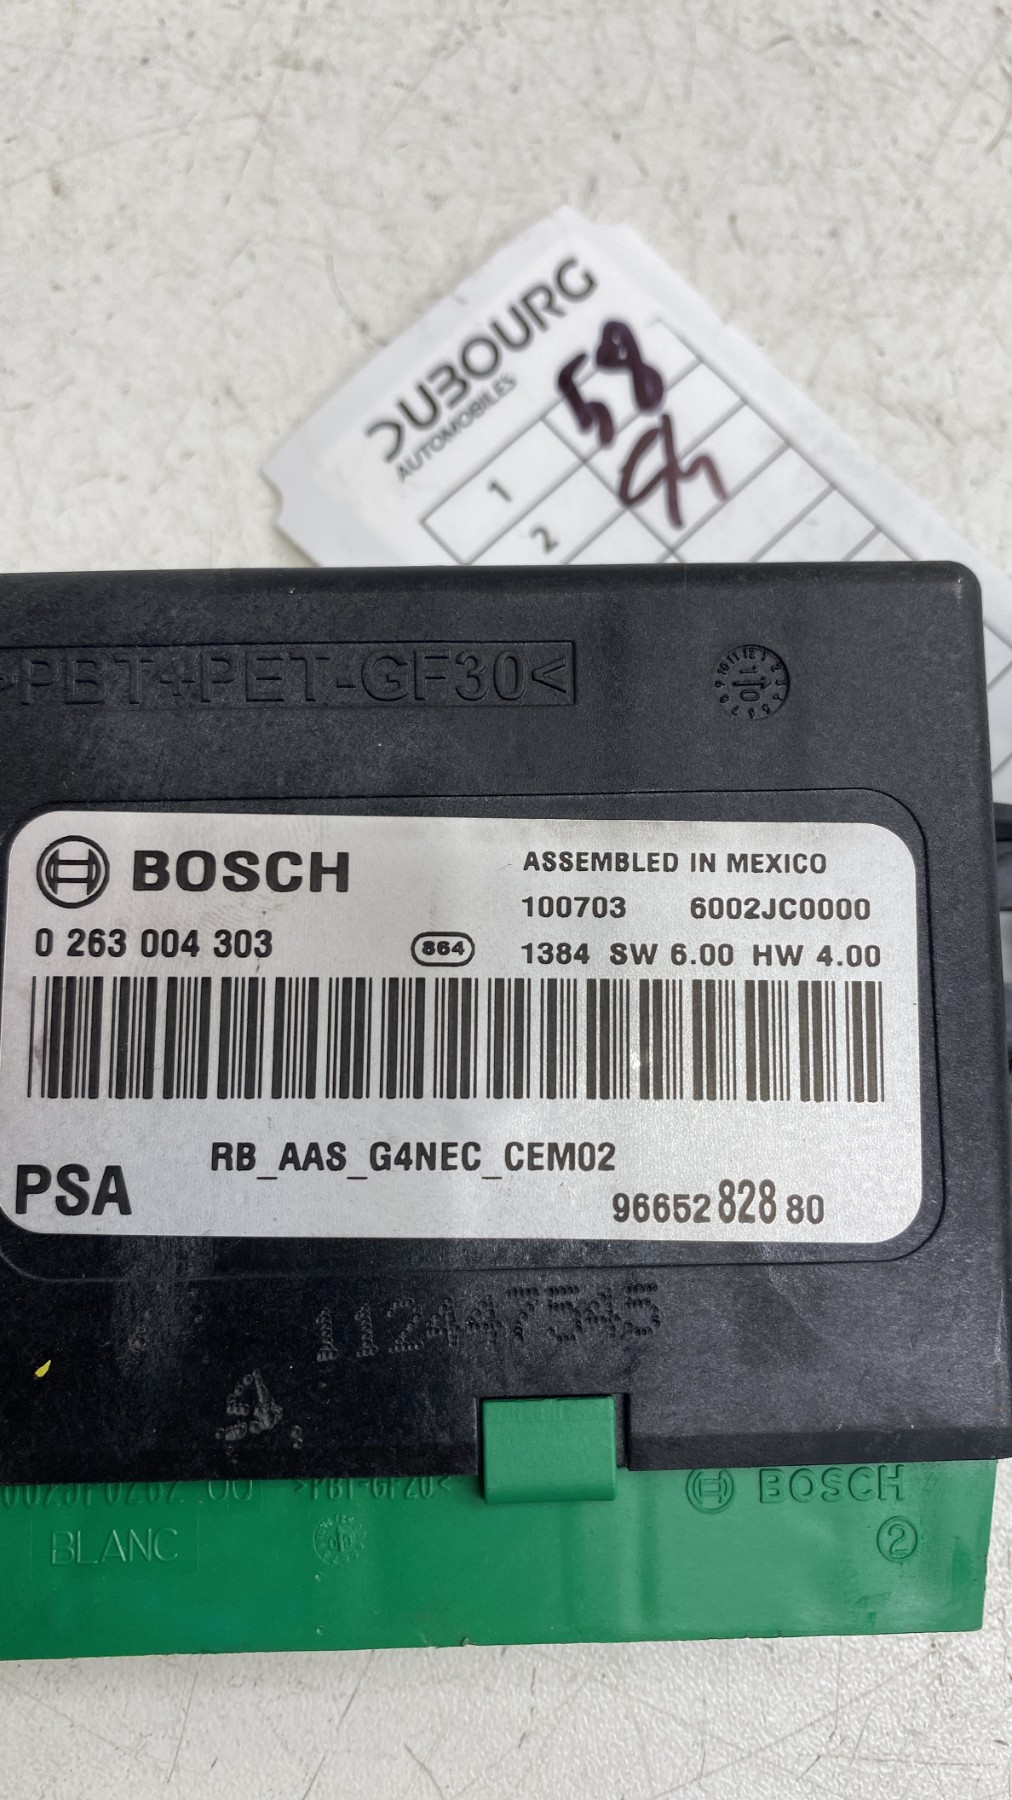 DUBOURG
AUTOMOBILES
58
1
2
>PBT+PET-GF30<
BOSCH
ASSEMBLED IN MEXICO
100703 6002JC0000
0 263 004 303
864
1384 SW 6.00 HW 4.00
RB_AAS_G4NEC_CEM02
PSA
96652 828 80
112447545
>PBT-GF20<
BOSCH
BLANC
2